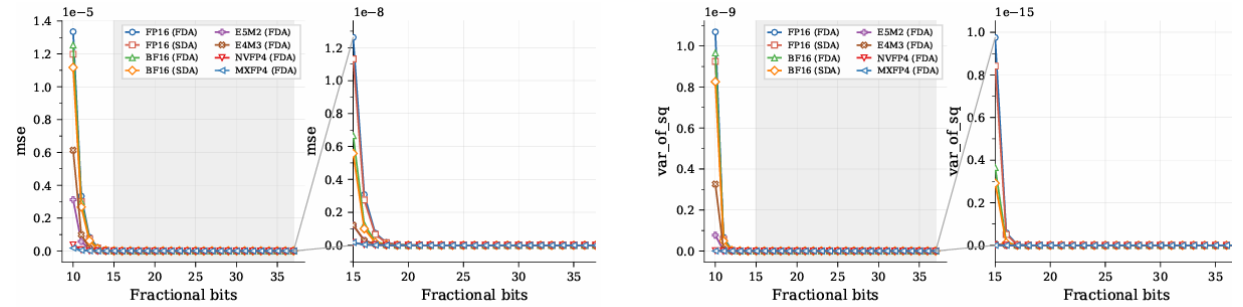 1e−5
1.4
1.2
1.0
0.8
0.6
0.4
0.2
0.0
mse
FP16 (FDA)
FP16 (SDA)
BF16 (FDA)
BF16 (SDA)
E5M2 (FDA)
E4M3 (FDA)
NVFP4 (FDA)
MXFP4 (FDA)
10 15 20 25 30 35
Fractional bits
1e−8
1.2
1.0
0.8
0.6
0.4
0.2
0.0
mse
15 20 25 30 35
Fractional bits
1e−9
1.0
0.8
0.6
0.4
0.2
0.0
var_of_sq
FP16 (FDA)
FP16 (SDA)
BF16 (FDA)
BF16 (SDA)
E5M2 (FDA)
E4M3 (FDA)
NVFP4 (FDA)
MXFP4 (FDA)
10 15 20 25 30 35
Fractional bits
1e−15
1.0
0.8
0.6
0.4
0.2
0.0
var_of_sq
15 20 25 30 35
Fractional bits